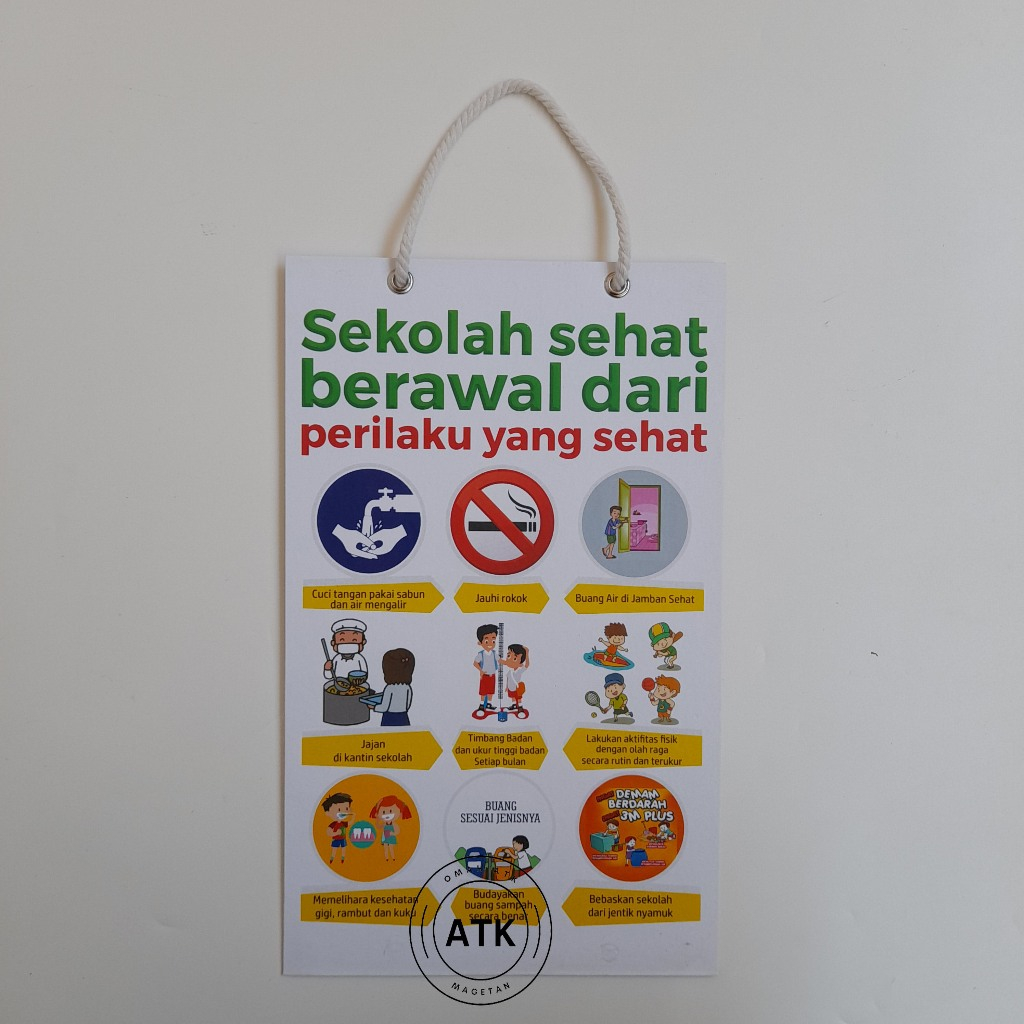 Sekolah sehat
berawal dari
perilaku yang sehat
Cuci tangan pakai sabun
dan air mengalir
Jauhi rokok
Buang Air di Jamban Sehat
Jajan
di kantin sekolah
Timbang Badan
dan ukur tinggi badan
Setiap bulan
Lakukan aktifitas fisik
dengan olah raga
secara rutin dan terukur
BUANG
SESUAI JENISNYA
DEMAM
BERDARAH
3M PLUS
Memelihara kesehatan
gigi, rambut dan kuku
Budayakan
buang sampah
secara benar
Bebaskan sekolah
dari jentik nyamuk
ATK
MAGETAN